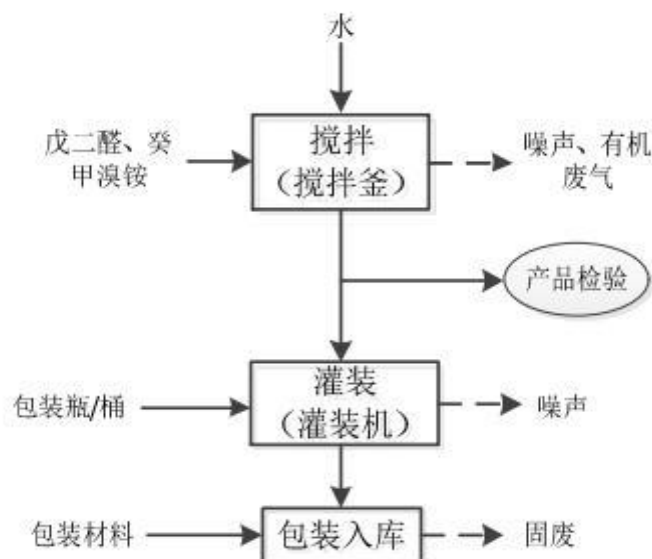 水
戊二醛、癸
甲溴铵
搅拌
（搅拌釜）
噪声、有机
废气
产品检验
包装瓶/桶
灌装
（灌装机）
噪声
包装材料
包装入库
固废